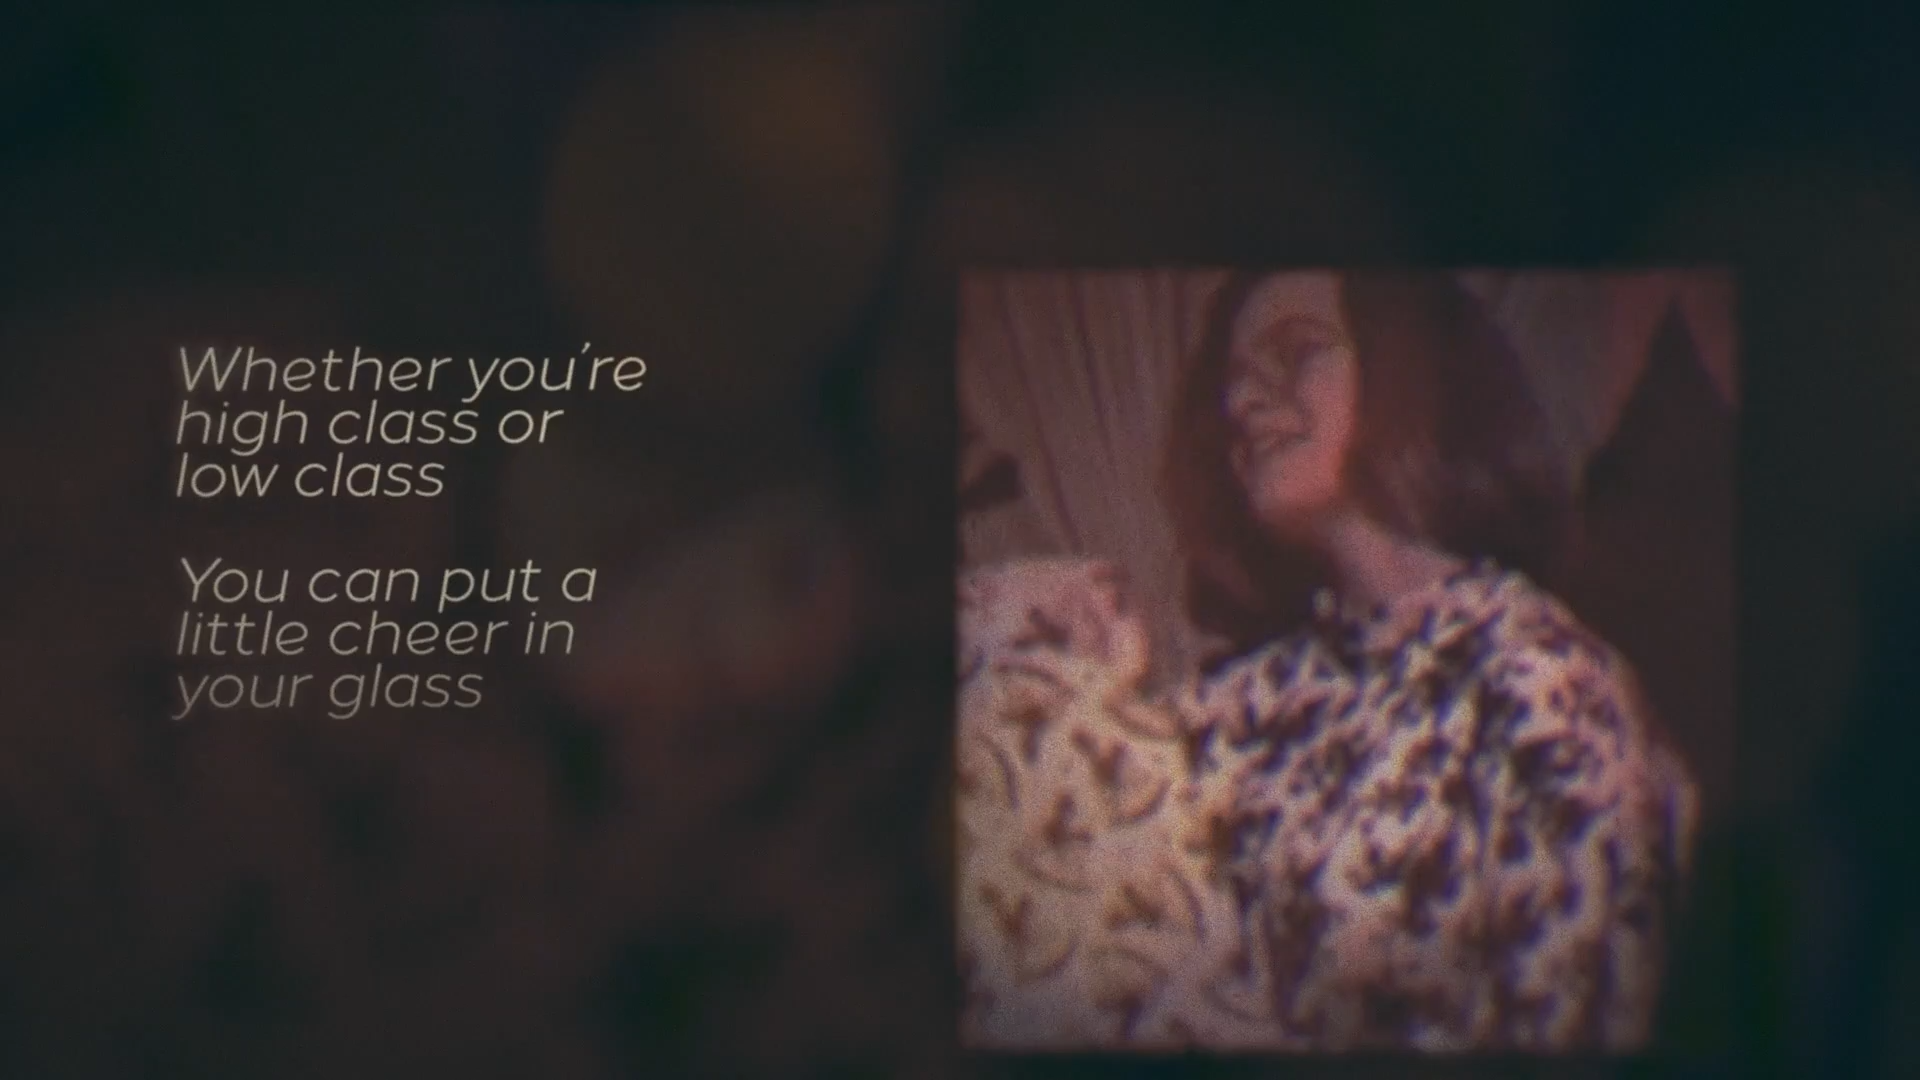 Whether you're
high class or
low class
You can put a
little cheer in
your glass